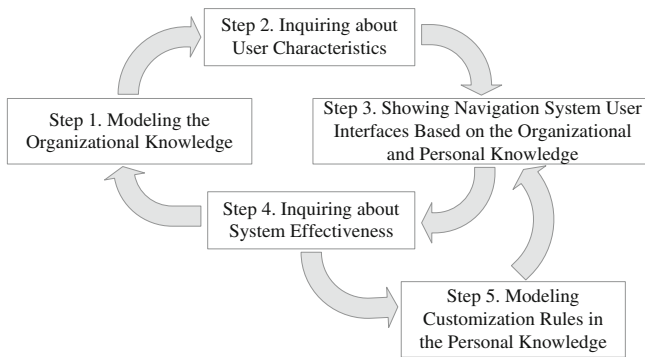 Step 2. Inquiring about
User Characteristics
Step 1. Modeling the
Organizational Knowledge
Step 3. Showing Navigation System User
Interfaces Based on the Organizational
and Personal Knowledge
Step 4. Inquiring about
System Effectiveness
Step 5. Modeling
Customization Rules in
the Personal Knowledge